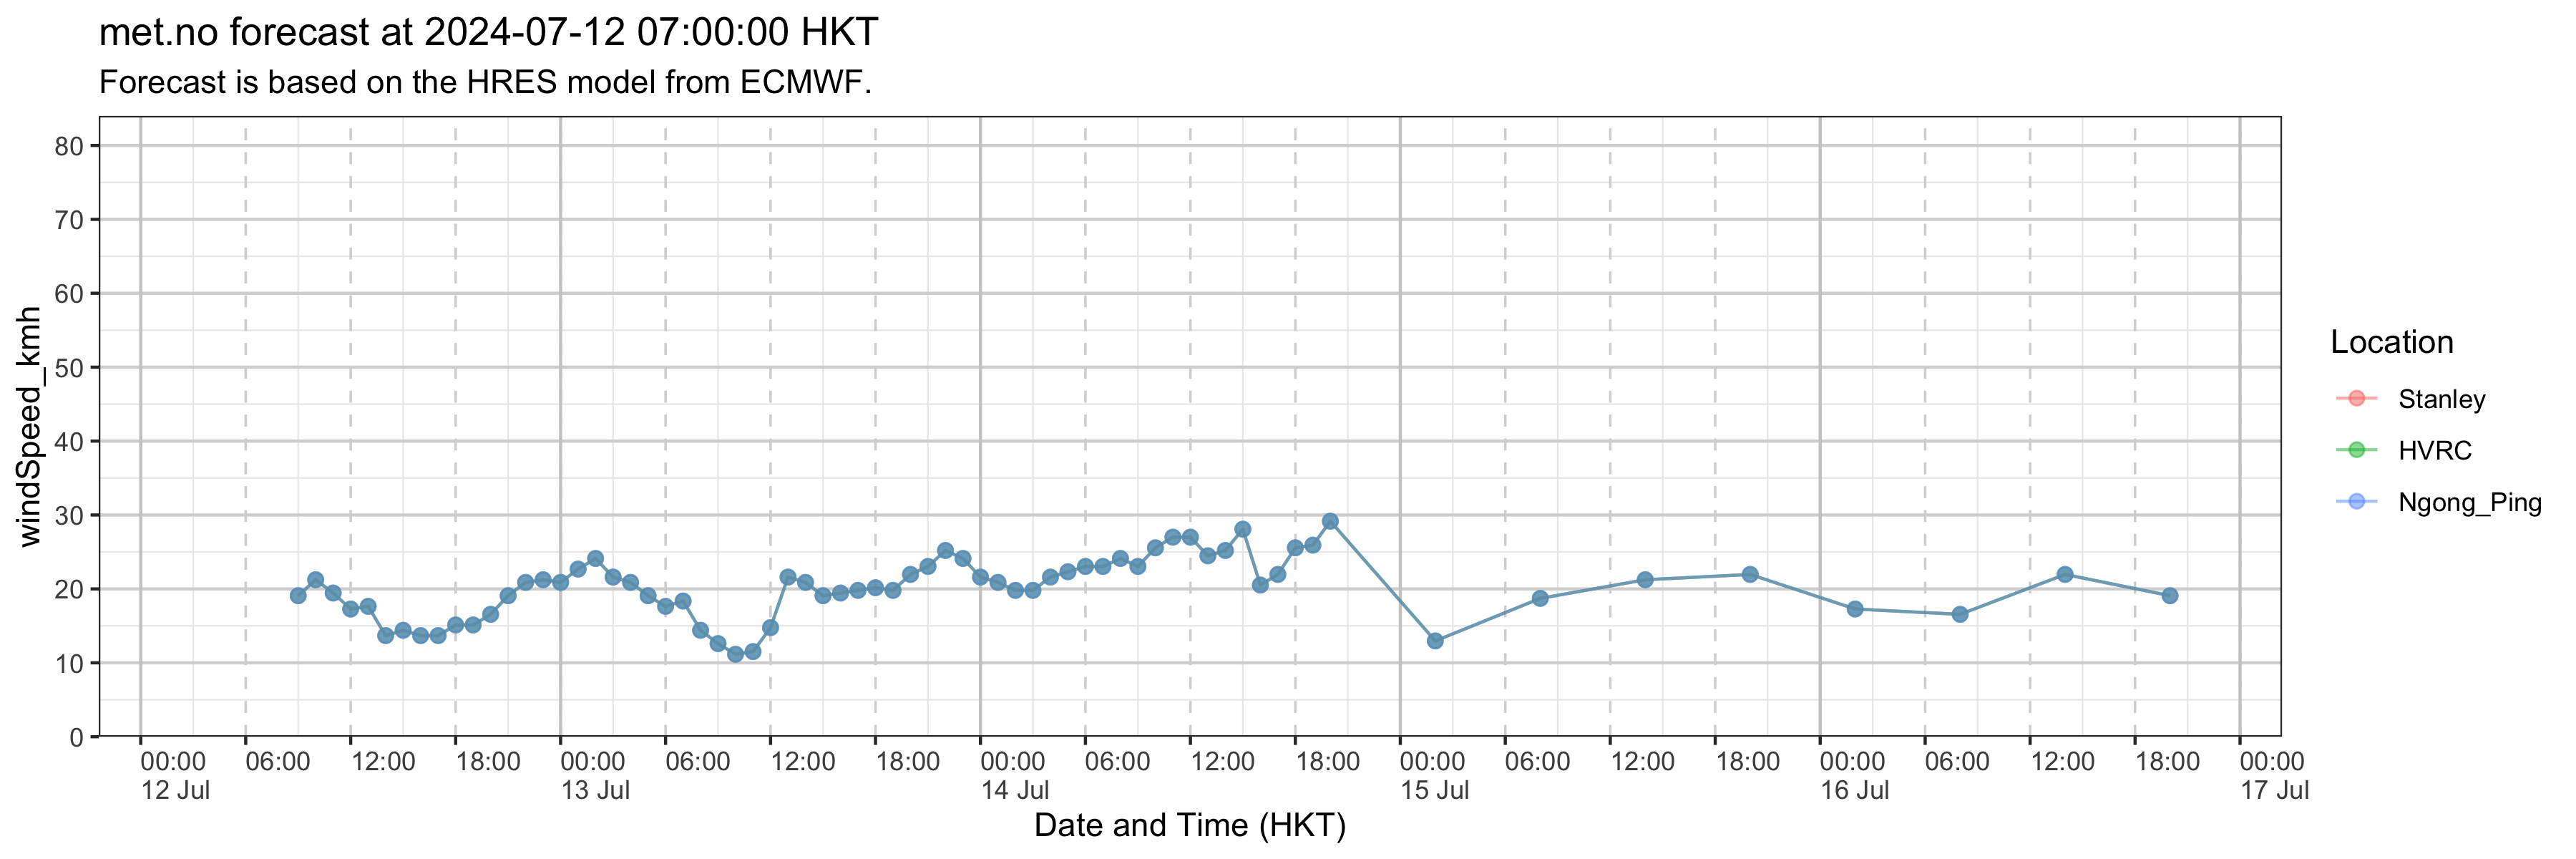 met.no forecast at 2024-07-12 07:00:00 HKT
Forecast is based on the HRES model from ECMWF.
windSpeed_kmh
80
70
60
50
40
30
20
10
0
00:00 06:00 12:00 18:00 00:00 06:00 12:00 18:00 00:00 06:00 12:00 18:00 00:00 06:00 12:00 18:00 00:00 06:00 12:00 18:00 00:00
12 Jul 13 Jul 14 Jul 15 Jul 16 Jul 17 Jul
Date and Time (HKT)
Location
Stanley
HVRC
Ngong_Ping